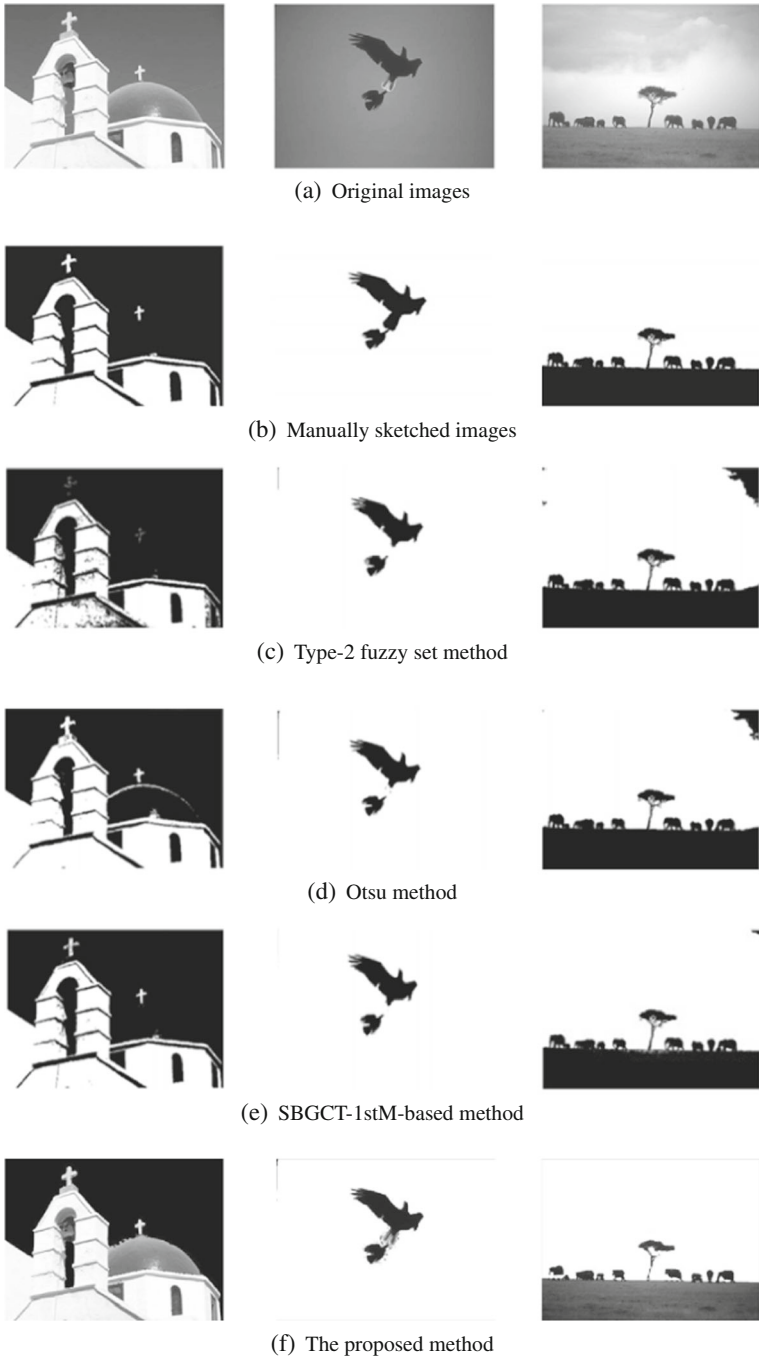 (a) Original images
(b) Manually sketched images
(c) Type-2 fuzzy set method
(d) Otsu method
(e) SBGCT-1stM-based method
(f) The proposed method